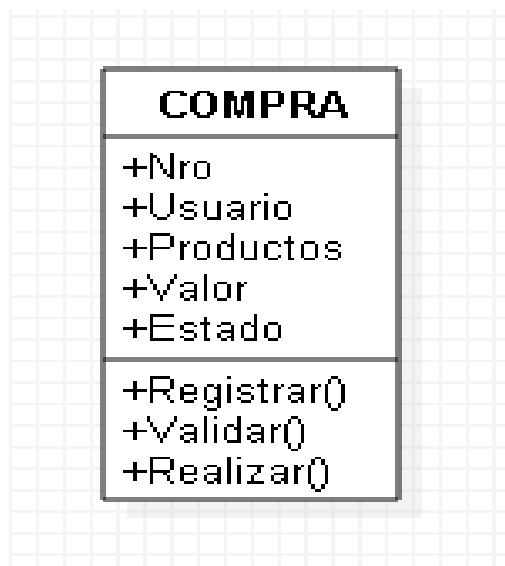 COMPRA
+Nro
+Usuario
+Productos
+Valor
+Estado
+Registrar()
+Validar()
+Realizar()